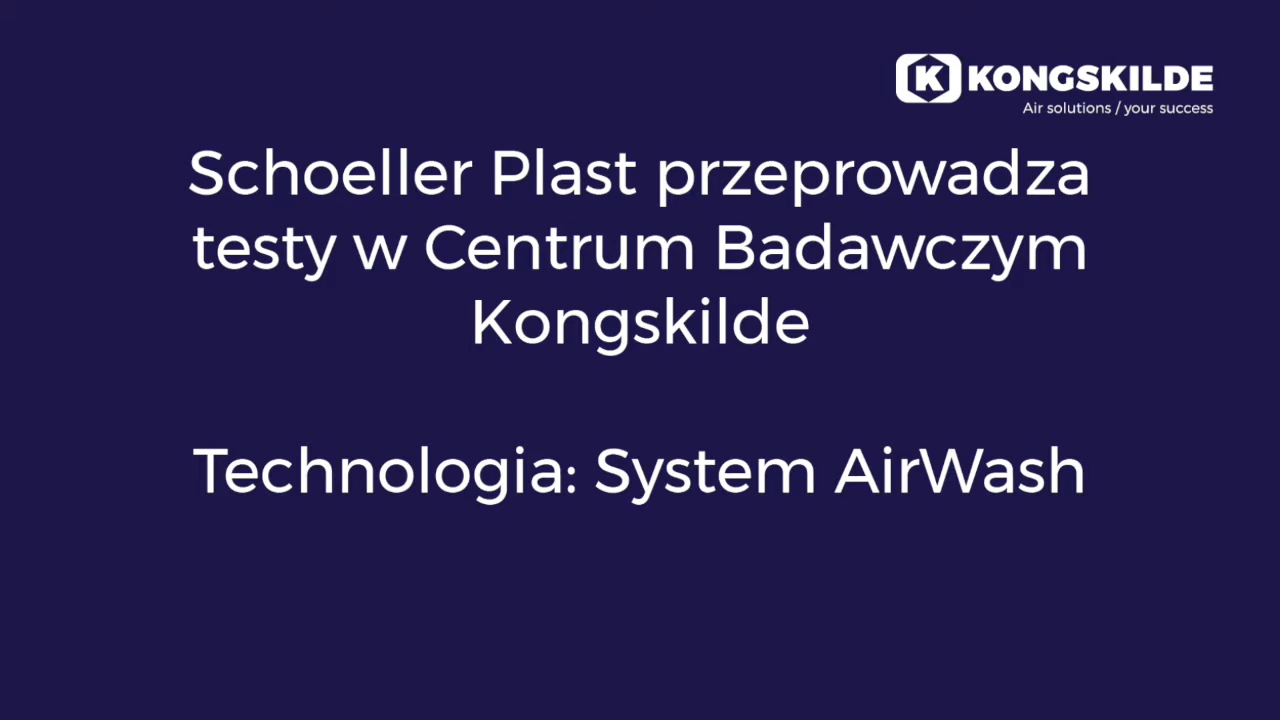 KONGSKILDE
Air solutions / your success
Schoeller Plast przeprowadza
testy w Centrum Badawczym
Kongskilde
Technologia: System AirWash